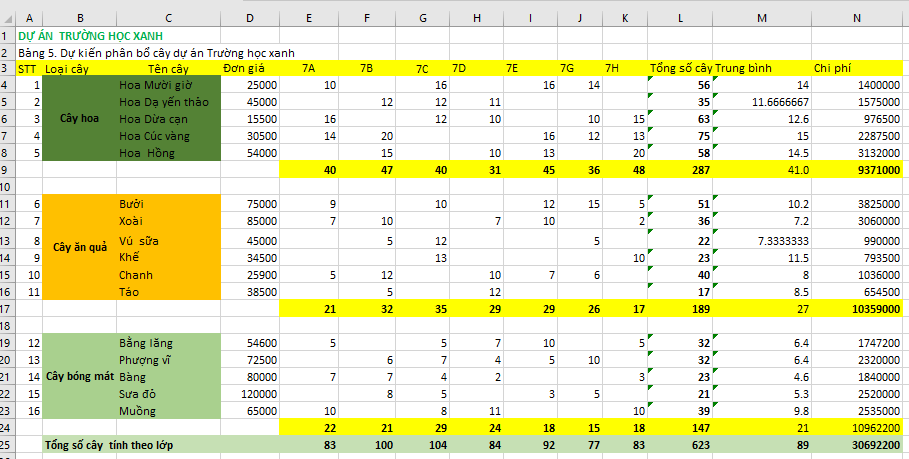 A B C D E F G H I J K L M N
1 DỰ ÁN TRƯỜNG HỌC XANH
2 Bảng 5. Dự kiến phân bổ cây dự án Trường học xanh
3 STT Loại cây Tên cây Đơn giá 7A 7B 7C 7D 7E 7G 7H Tổng số cây Trung bình Chi phí
4 1 Hoa Mười giờ 25000 10 16 16 14 56 14 1400000
5 2 Hoa Dạ yến thảo 45000 12 12 11 35 11.6666667 1575000
6 3 Cây hoa Hoa Dừa cạn 15500 16 12 10 10 15 63 12.6 976500
7 4 Hoa Cúc vàng 30500 14 20 16 12 13 75 15 2287500
8 5 Hoa Hồng 54000 15 10 13 20 58 14.5 3132000
9 40 47 40 31 45 36 48 287 41.0 9371000
10
11 6 Bưởi 75000 9 10 12 15 5 51 10.2 3825000
12 7 Xoài 85000 7 10 7 10 2 36 7.2 3060000
13 8 Cây ăn quả Vú sữa 45000 5 12 5 22 7.3333333 990000
14 9 Khế 34500 13 10 23 11.5 793500
15 10 Chanh 25900 5 12 10 7 6 40 8 1036000
16 11 Táo 38500 5 12 17 8.5 654500
17 21 32 35 29 29 26 17 189 27 10359000
18
19 12 Bằng lăng 54600 5 5 7 10 5 32 6.4 1747200
20 13 Phượng vĩ 72500 6 7 4 5 10 32 6.4 2320000
21 14 Cây bóng mát Bàng 80000 7 7 4 2 3 23 4.6 1840000
22 15 Sưa đỏ 120000 8 5 3 5 21 5.3 2520000
23 16 Muồng 65000 10 8 11 10 39 9.8 2535000
24 22 21 29 24 18 15 18 147 21 10962200
25 Tổng số cây tính theo lớp 83 100 104 84 92 77 83 623 89 30692200